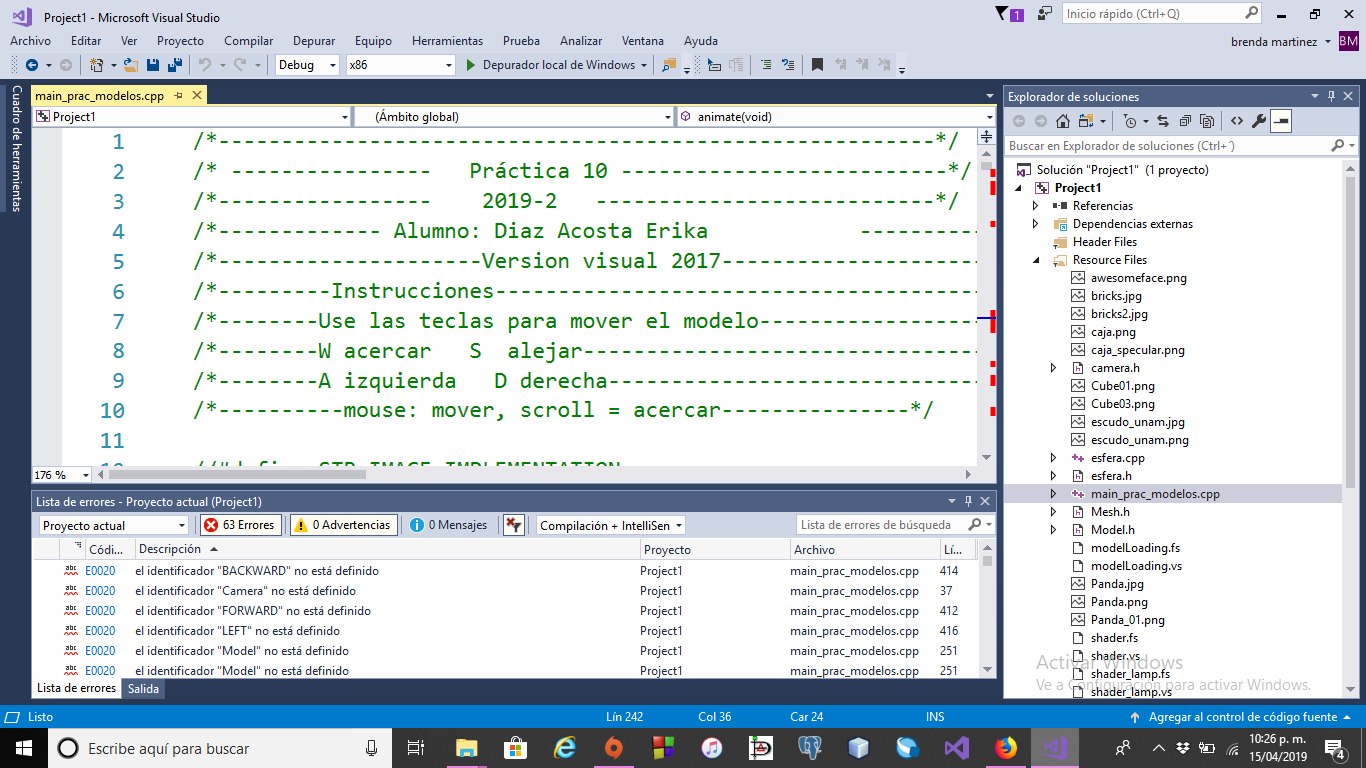 Project1 - Microsoft Visual Studio
1
Inicio rápido (Ctrl+Q)
Archivo Editar Ver Proyecto Compilar Depurar Equipo Herramientas Prueba Analizar Ventana Ayuda
brenda martinez BM
Debug x86 Depurador local de Windows
Cuadro de herramientas
main_prac_modelos.cpp
Project1 (Ámbito global) animate(void)
1 /*---------------------------------------------------------*/
2 /* ---------------- Práctica 10 --------------------------*/
3 /*----------------- 2019-2 ---------------------------*/
4 /*------------- Alumno: Diaz Acosta Erika ----------
5 /*---------------------Version visual 2017---------------------
6 /*---------Instrucciones---------------------------------------
7 /*--------Use las teclas para mover el modelo------------------
8 /*--------W acercar S alejar--------------------------------
9 /*--------A izquierda D derecha------------------------------
10 /*----------mouse: mover, scroll = acercar---------------*/
11
176 %
Lista de errores - Proyecto actual (Project1)
Proyecto actual 63 Errores 0 Advertencias 0 Mensajes Compilación + IntelliSen Lista de errores de búsqueda
Códi... Descripción Proyecto Archivo Lí...
abc E0020 el identificador "BACKWARD" no está definido Project1 main_prac_modelos.cpp 414
abc E0020 el identificador "Camera" no está definido Project1 main_prac_modelos.cpp 37
abc E0020 el identificador "FORWARD" no está definido Project1 main_prac_modelos.cpp 412
abc E0020 el identificador "LEFT" no está definido Project1 main_prac_modelos.cpp 416
abc E0020 el identificador "Model" no está definido Project1 main_prac_modelos.cpp 251
abc E0020 el identificador "Model" no está definido Project1 main_prac_modelos.cpp 251
Lista de errores Salida
Explorador de soluciones
Buscar en Explorador de soluciones (Ctrl+´)
Solución "Project1" (1 proyecto)
Project1
Referencias
Dependencias externas
Header Files
Resource Files
awesomeface.png
bricks.jpg
bricks2.jpg
caja.png
caja_specular.png
camera.h
Cube01.png
Cube03.png
escudo_unam.jpg
escudo_unam.png
esfera.cpp
esfera.h
main_prac_modelos.cpp
Mesh.h
Model.h
modelLoading.fs
modelLoading.vs
Panda.jpg
Panda.png
Panda_01.png
shader.fs
shader.vs
shader_lamp.fs
shader_lamp.vs
Activar Windows
Ve a Configuración para activar Windows.
Listo Lín 242 Col 36 Car 24 INS Agregar al control de código fuente
Escribe aquí para buscar
10:26 p. m.
15/04/2019
4